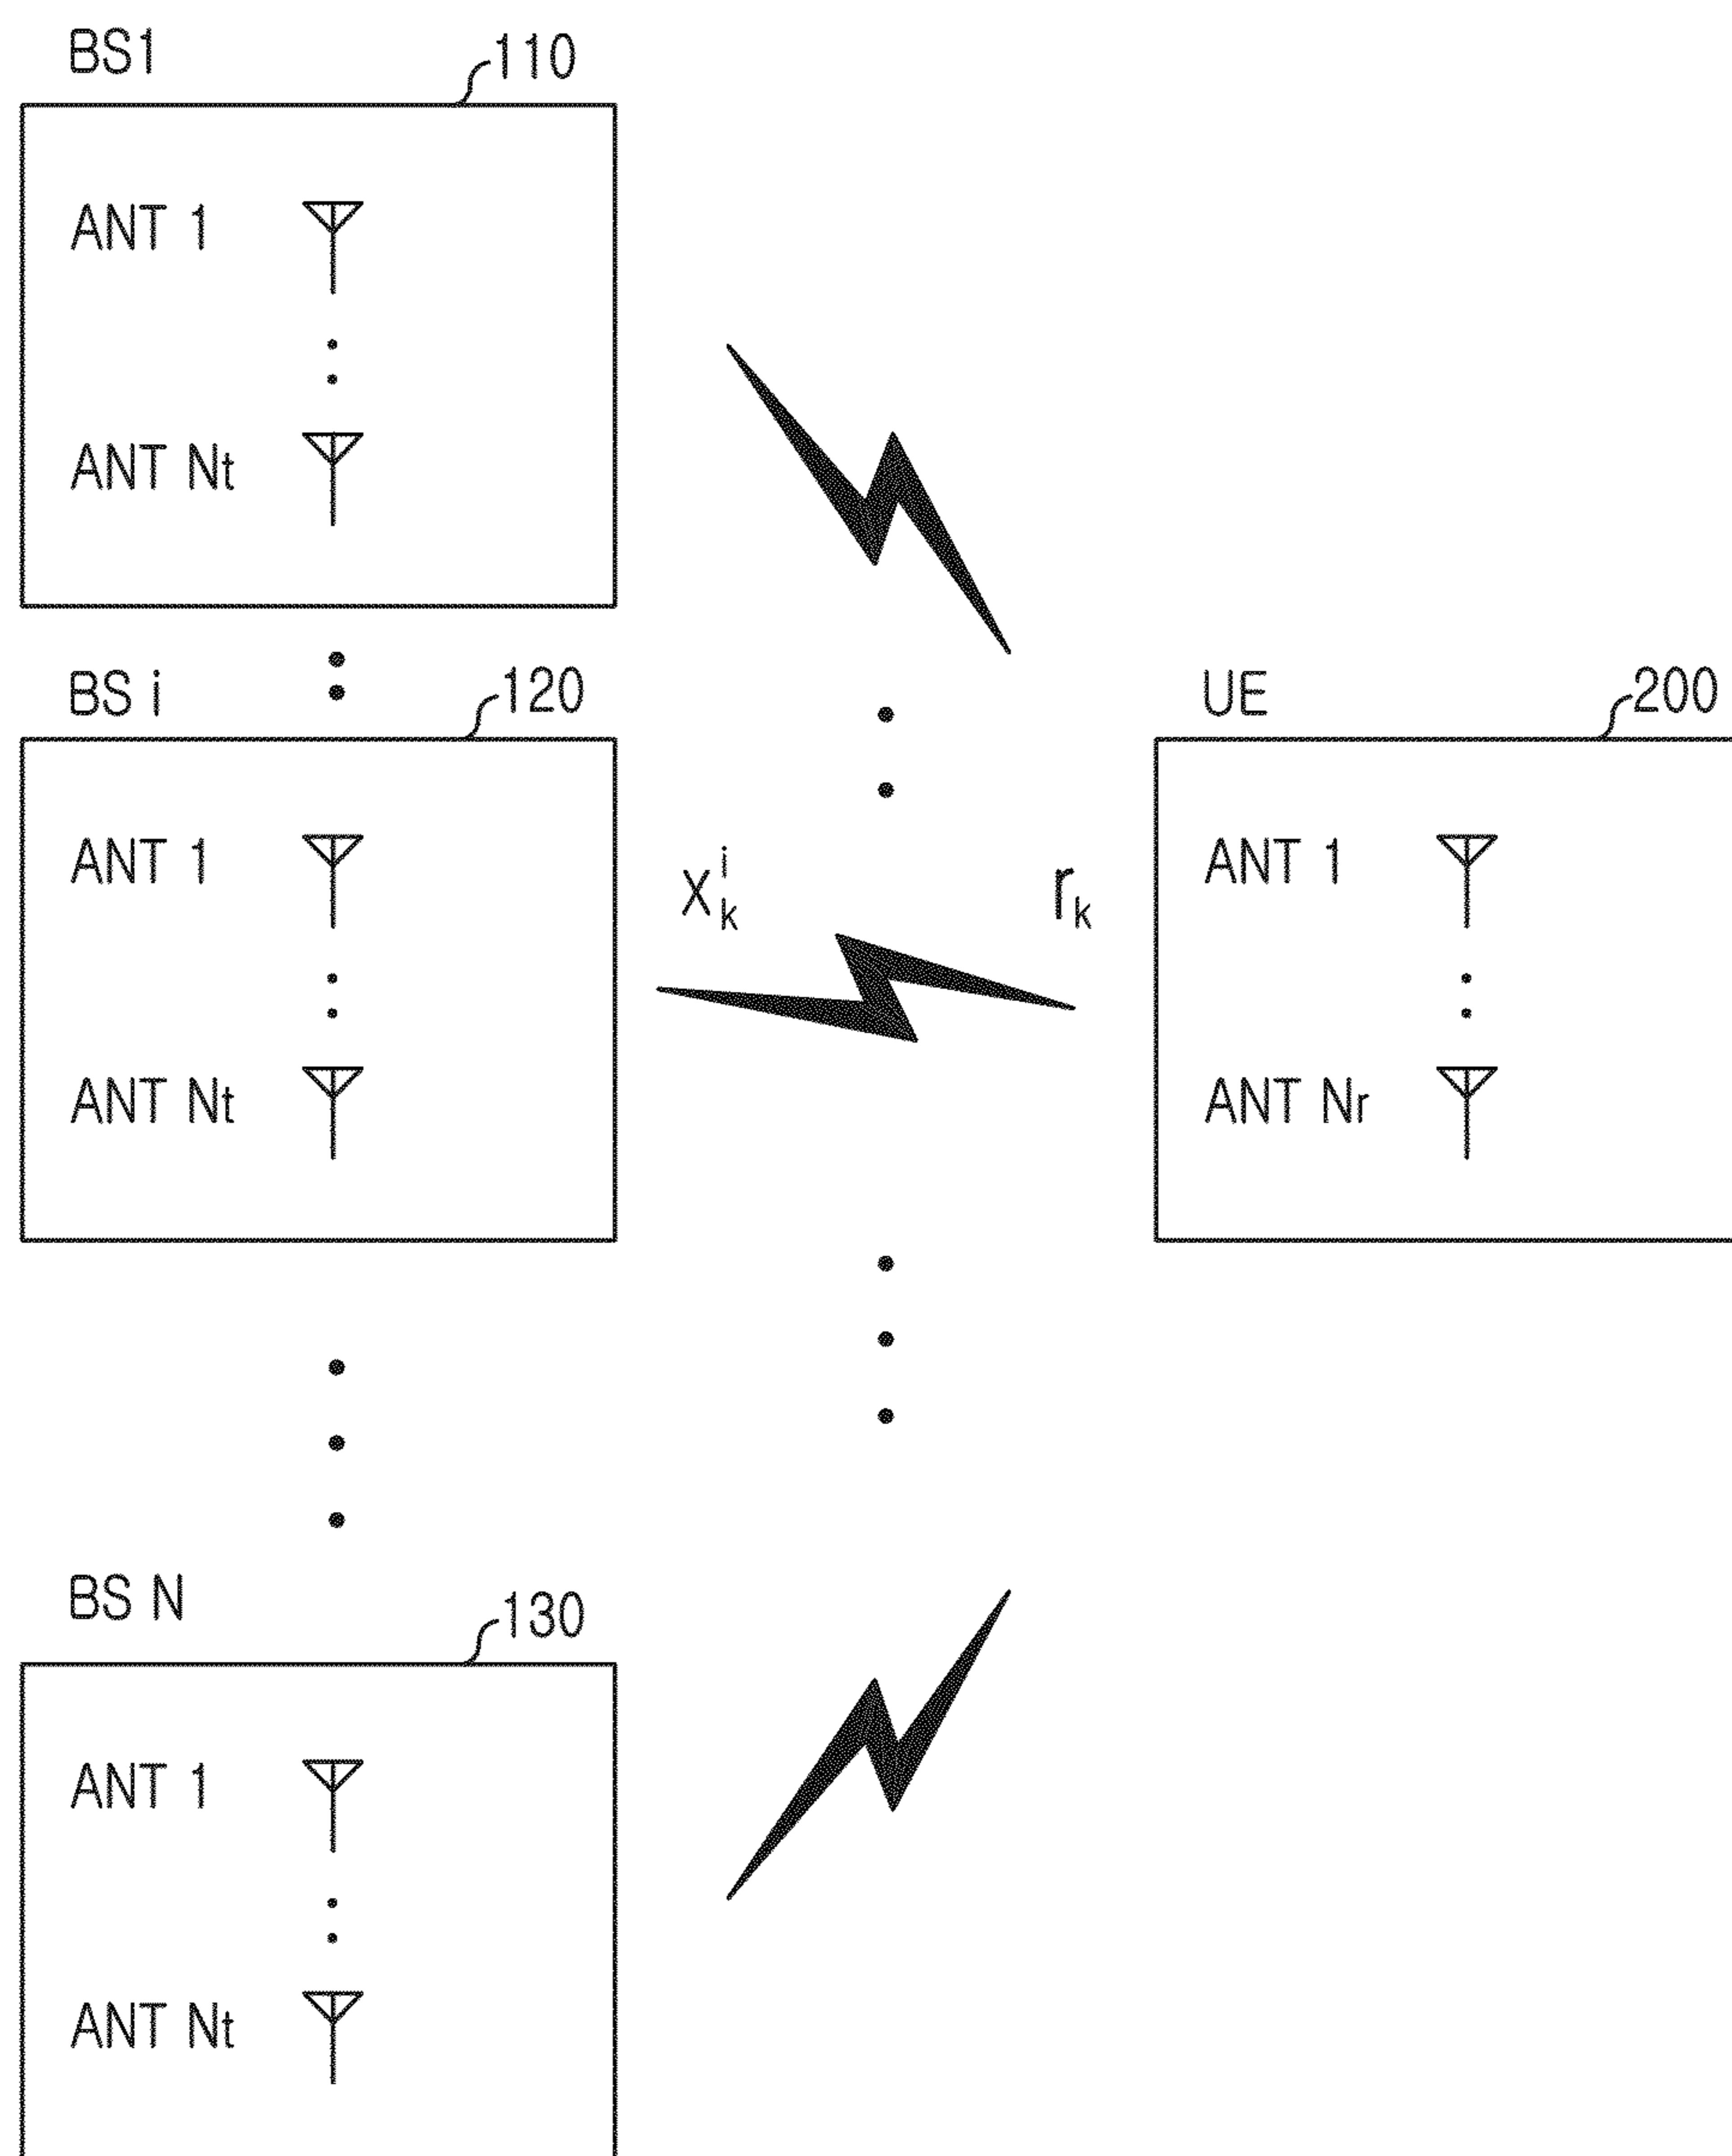 BS1
110
ANT 1
ANT Nt
BS i
120
ANT 1
ANT Nt
x_k^i
r_k
UE
200
ANT 1
ANT Nr
BS N
130
ANT 1
ANT Nt